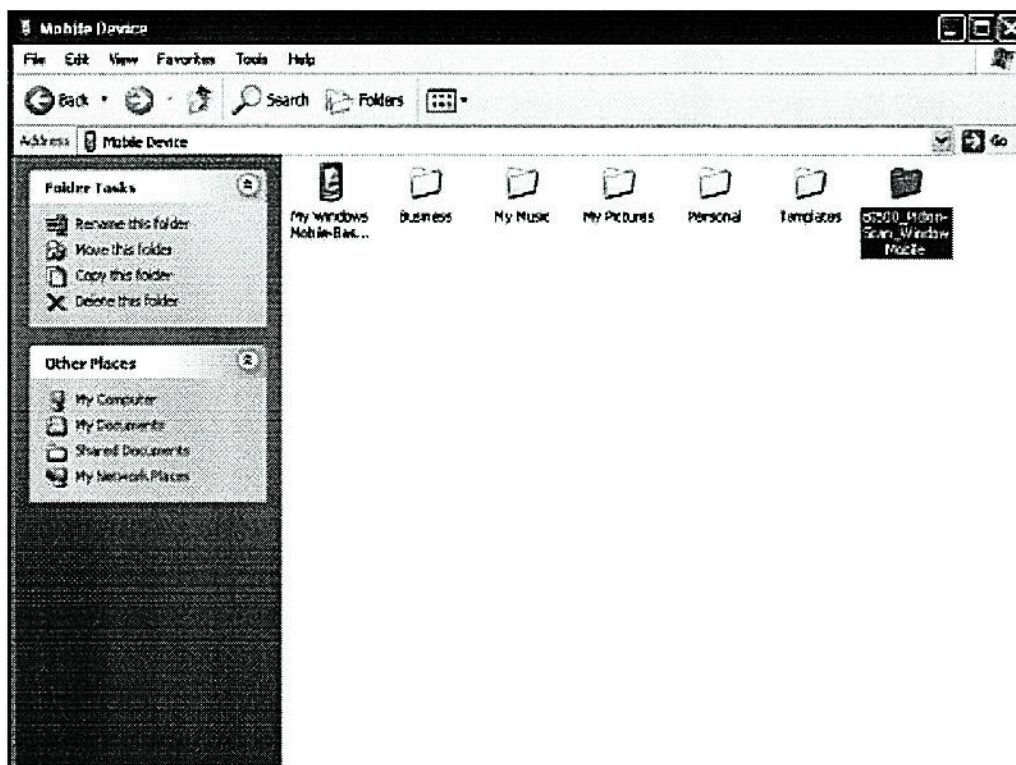 Mobile Device
File Edit View Favorites Tools Help
Back Search Folders
Address Mobile Device Go
Folder Tasks
Rename this folder
Move this folder
Copy this folder
Delete this folder
Other Places
My Computer
My Documents
Shared Documents
My Network Places
My Windows
Mobile-Bas...
Business
My Music
My Pictures
Personal
Templates
Scan_Window
Mobile